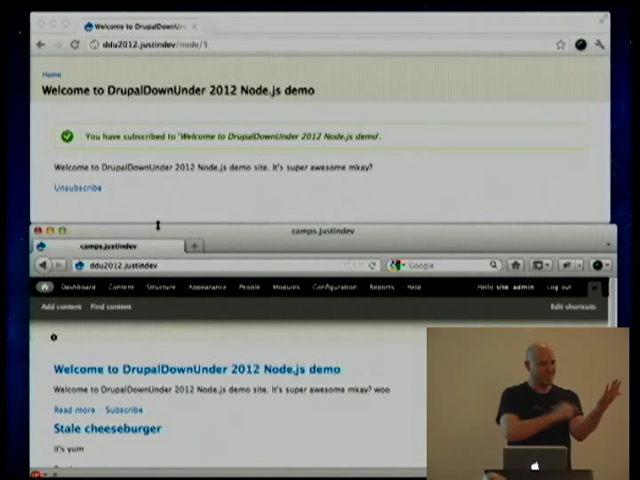 Welcome to DrupalDownUn
ddu2012.justindev/node/1
Home
Welcome to DrupalDownUnder 2012 Node.js demo
You have subscribed to 'Welcome to DrupalDownUnder 2012 Node.js demo'.
Welcome to DrupalDownUnder 2012 Node.js demo site. It's super awesome mkay?
Unsubscribe
camps.justindev
camps.justindev
ddu2012.justindev
Google
Dashboard Content Structure Appearance People Modules Configuration Reports Help Hello site admin Log out
Add content Find content Edit shortcuts
Welcome to DrupalDownUnder 2012 Node.js demo
Welcome to DrupalDownUnder 2012 Node.js demo site. It's super awesome mkay? woo
Read more Subscribe
Stale cheeseburger
It's yum